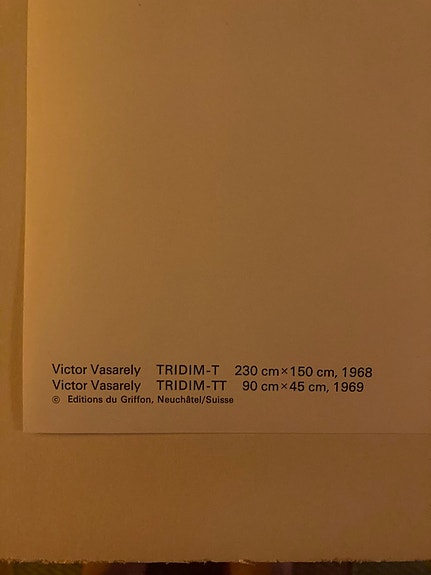 Victor Vasarely TRIDIM-T 230 cm×150 cm, 1968
Victor Vasarely TRIDIM-TT 90 cm×45 cm, 1969
© Editions du Griffon, Neuchâtel/Suisse